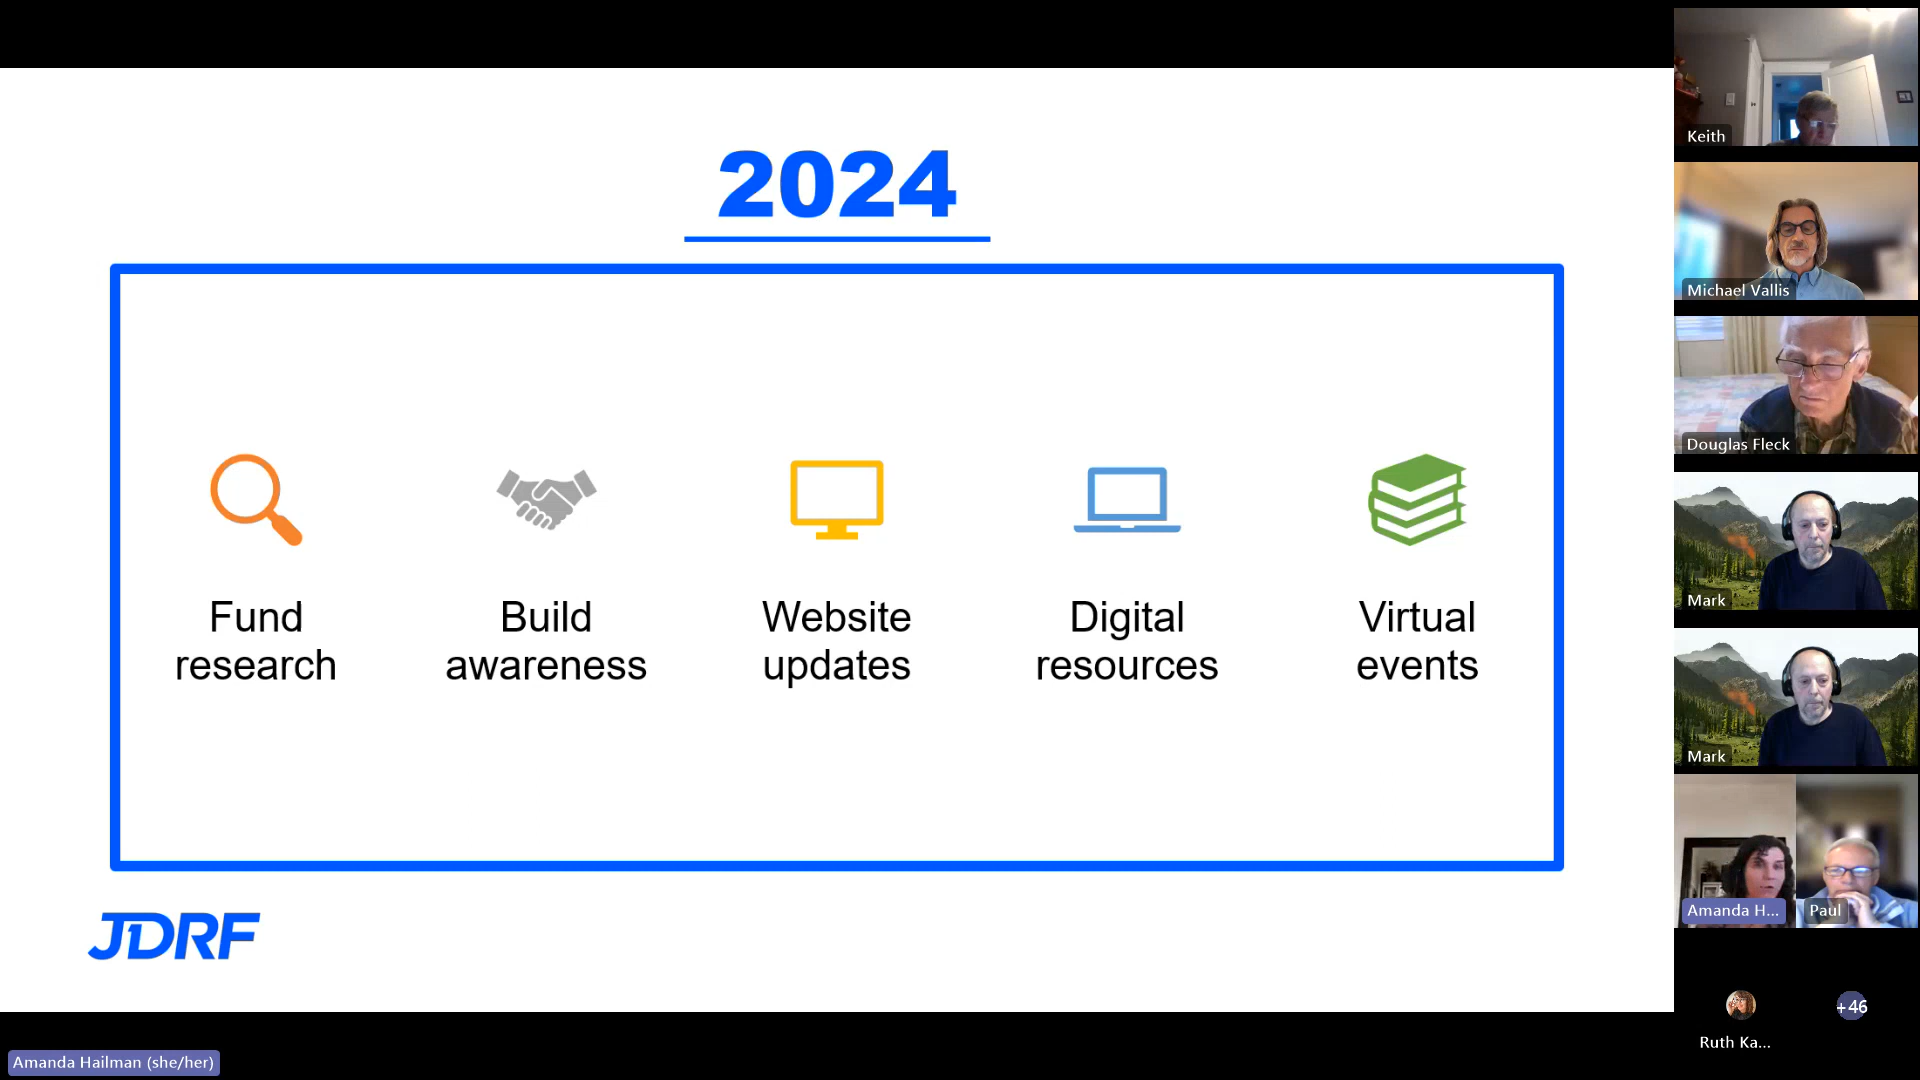 2024
Fund
research
Build
awareness
Website
updates
Digital
resources
Virtual
events
JDRF
Amanda Hailman (she/her)
Keith
Michael Vallis
Douglas Fleck
Mark
Mark
Amanda H...
Paul
Ruth Ka...
+46